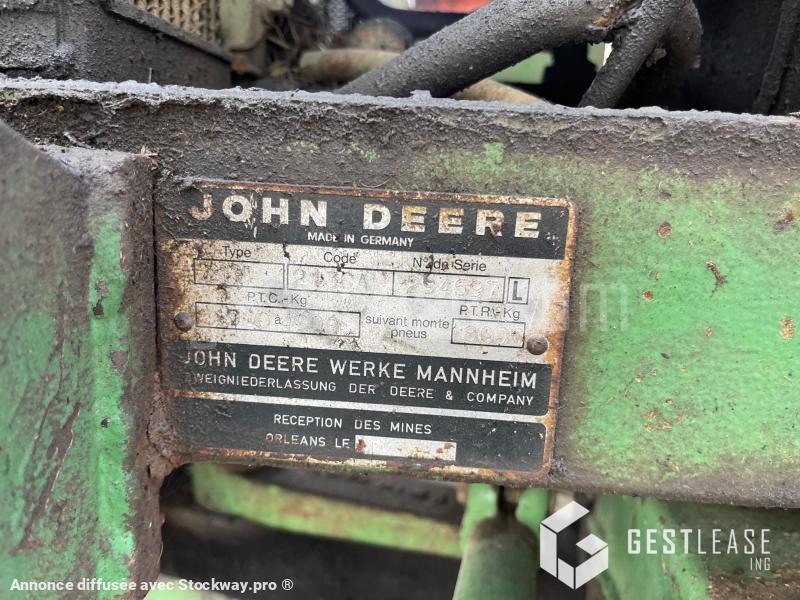 JOHN DEERE
MADE IN GERMANY
Type Code N° dn Serie
L
P.T.C.-Kg P.T.R.-Kg
à suivant monte
pneus
JOHN DEERE WERKE MANNHEIM
ZWEIGNIEDERLASSUNG DER DEERE & COMPANY
RECEPTION DES MINES
ORLEANS LE
GESTLEASE
ING
Annonce diffusée avec Stockway.pro ®